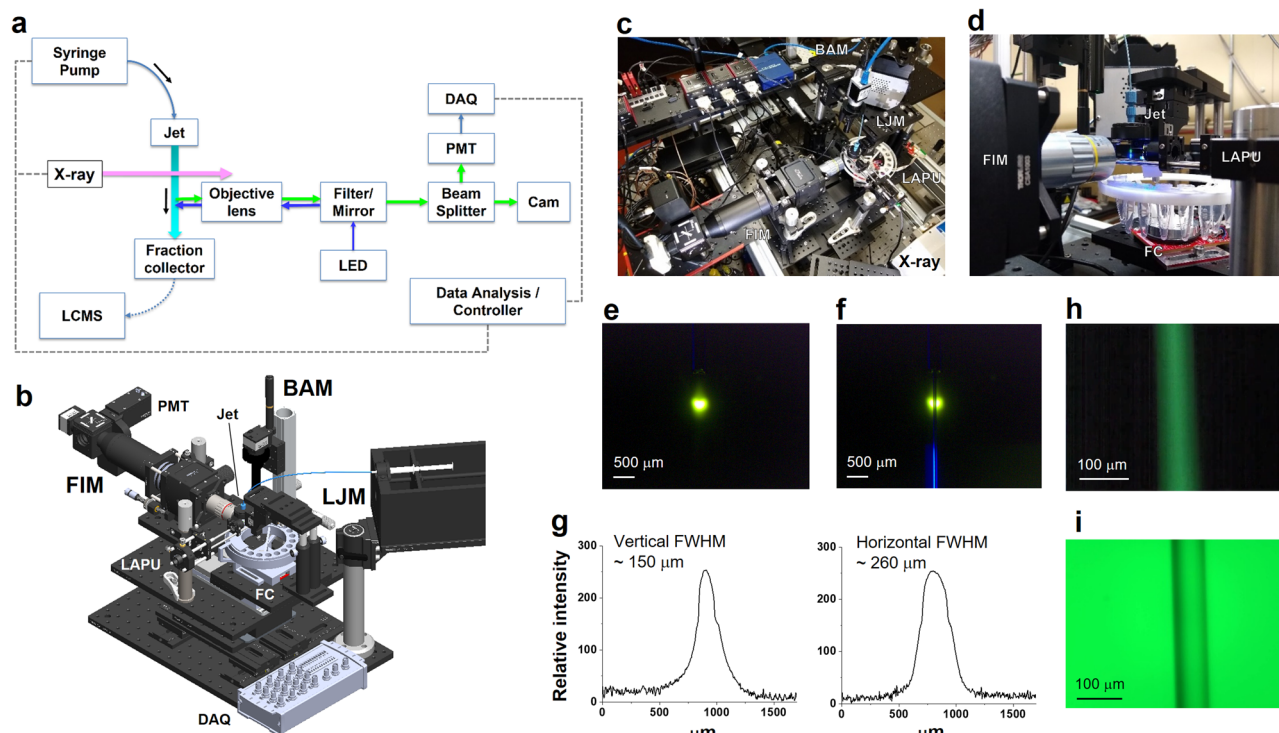 a
Syringe
Pump
Jet
X-ray
Objective
lens
Filter/
Mirror
Beam
Splitter
Cam
DAQ
PMT
Fraction
collector
LED
LCMS
Data Analysis /
Controller
b
BAM
PMT
Jet
FIM
LJM
LAPU
FC
DAQ
c
BAM
LJM
LAPU
FIM
X-ray
d
Jet
FIM
LAPU
FC
e
500 μm
f
500 μm
g
Vertical FWHM
~ 150 μm
Relative intensity
300
200
100
0
0
500
1000
1500
μm
Horizontal FWHM
~ 260 μm
300
200
100
0
0
500
1000
1500
μm
h
100 μm
i
100 μm